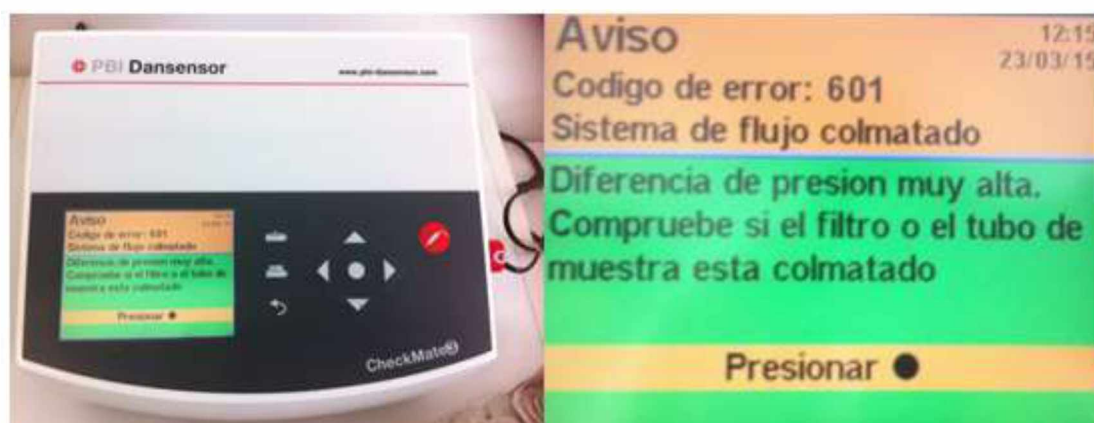 PBI Dansensor
www.pbi-dansensor.com
Aviso
Codigo de error: 601
Sistema de flujo colmatado
Diferencia de presion muy alta.
Compruebe si el filtro o el tubo de
muestra esta colmatado
Presionar ●
CheckMate3
Aviso
12:15
23/03/15
Codigo de error: 601
Sistema de flujo colmatado
Diferencia de presion muy alta.
Compruebe si el filtro o el tubo de
muestra esta colmatado
Presionar ●